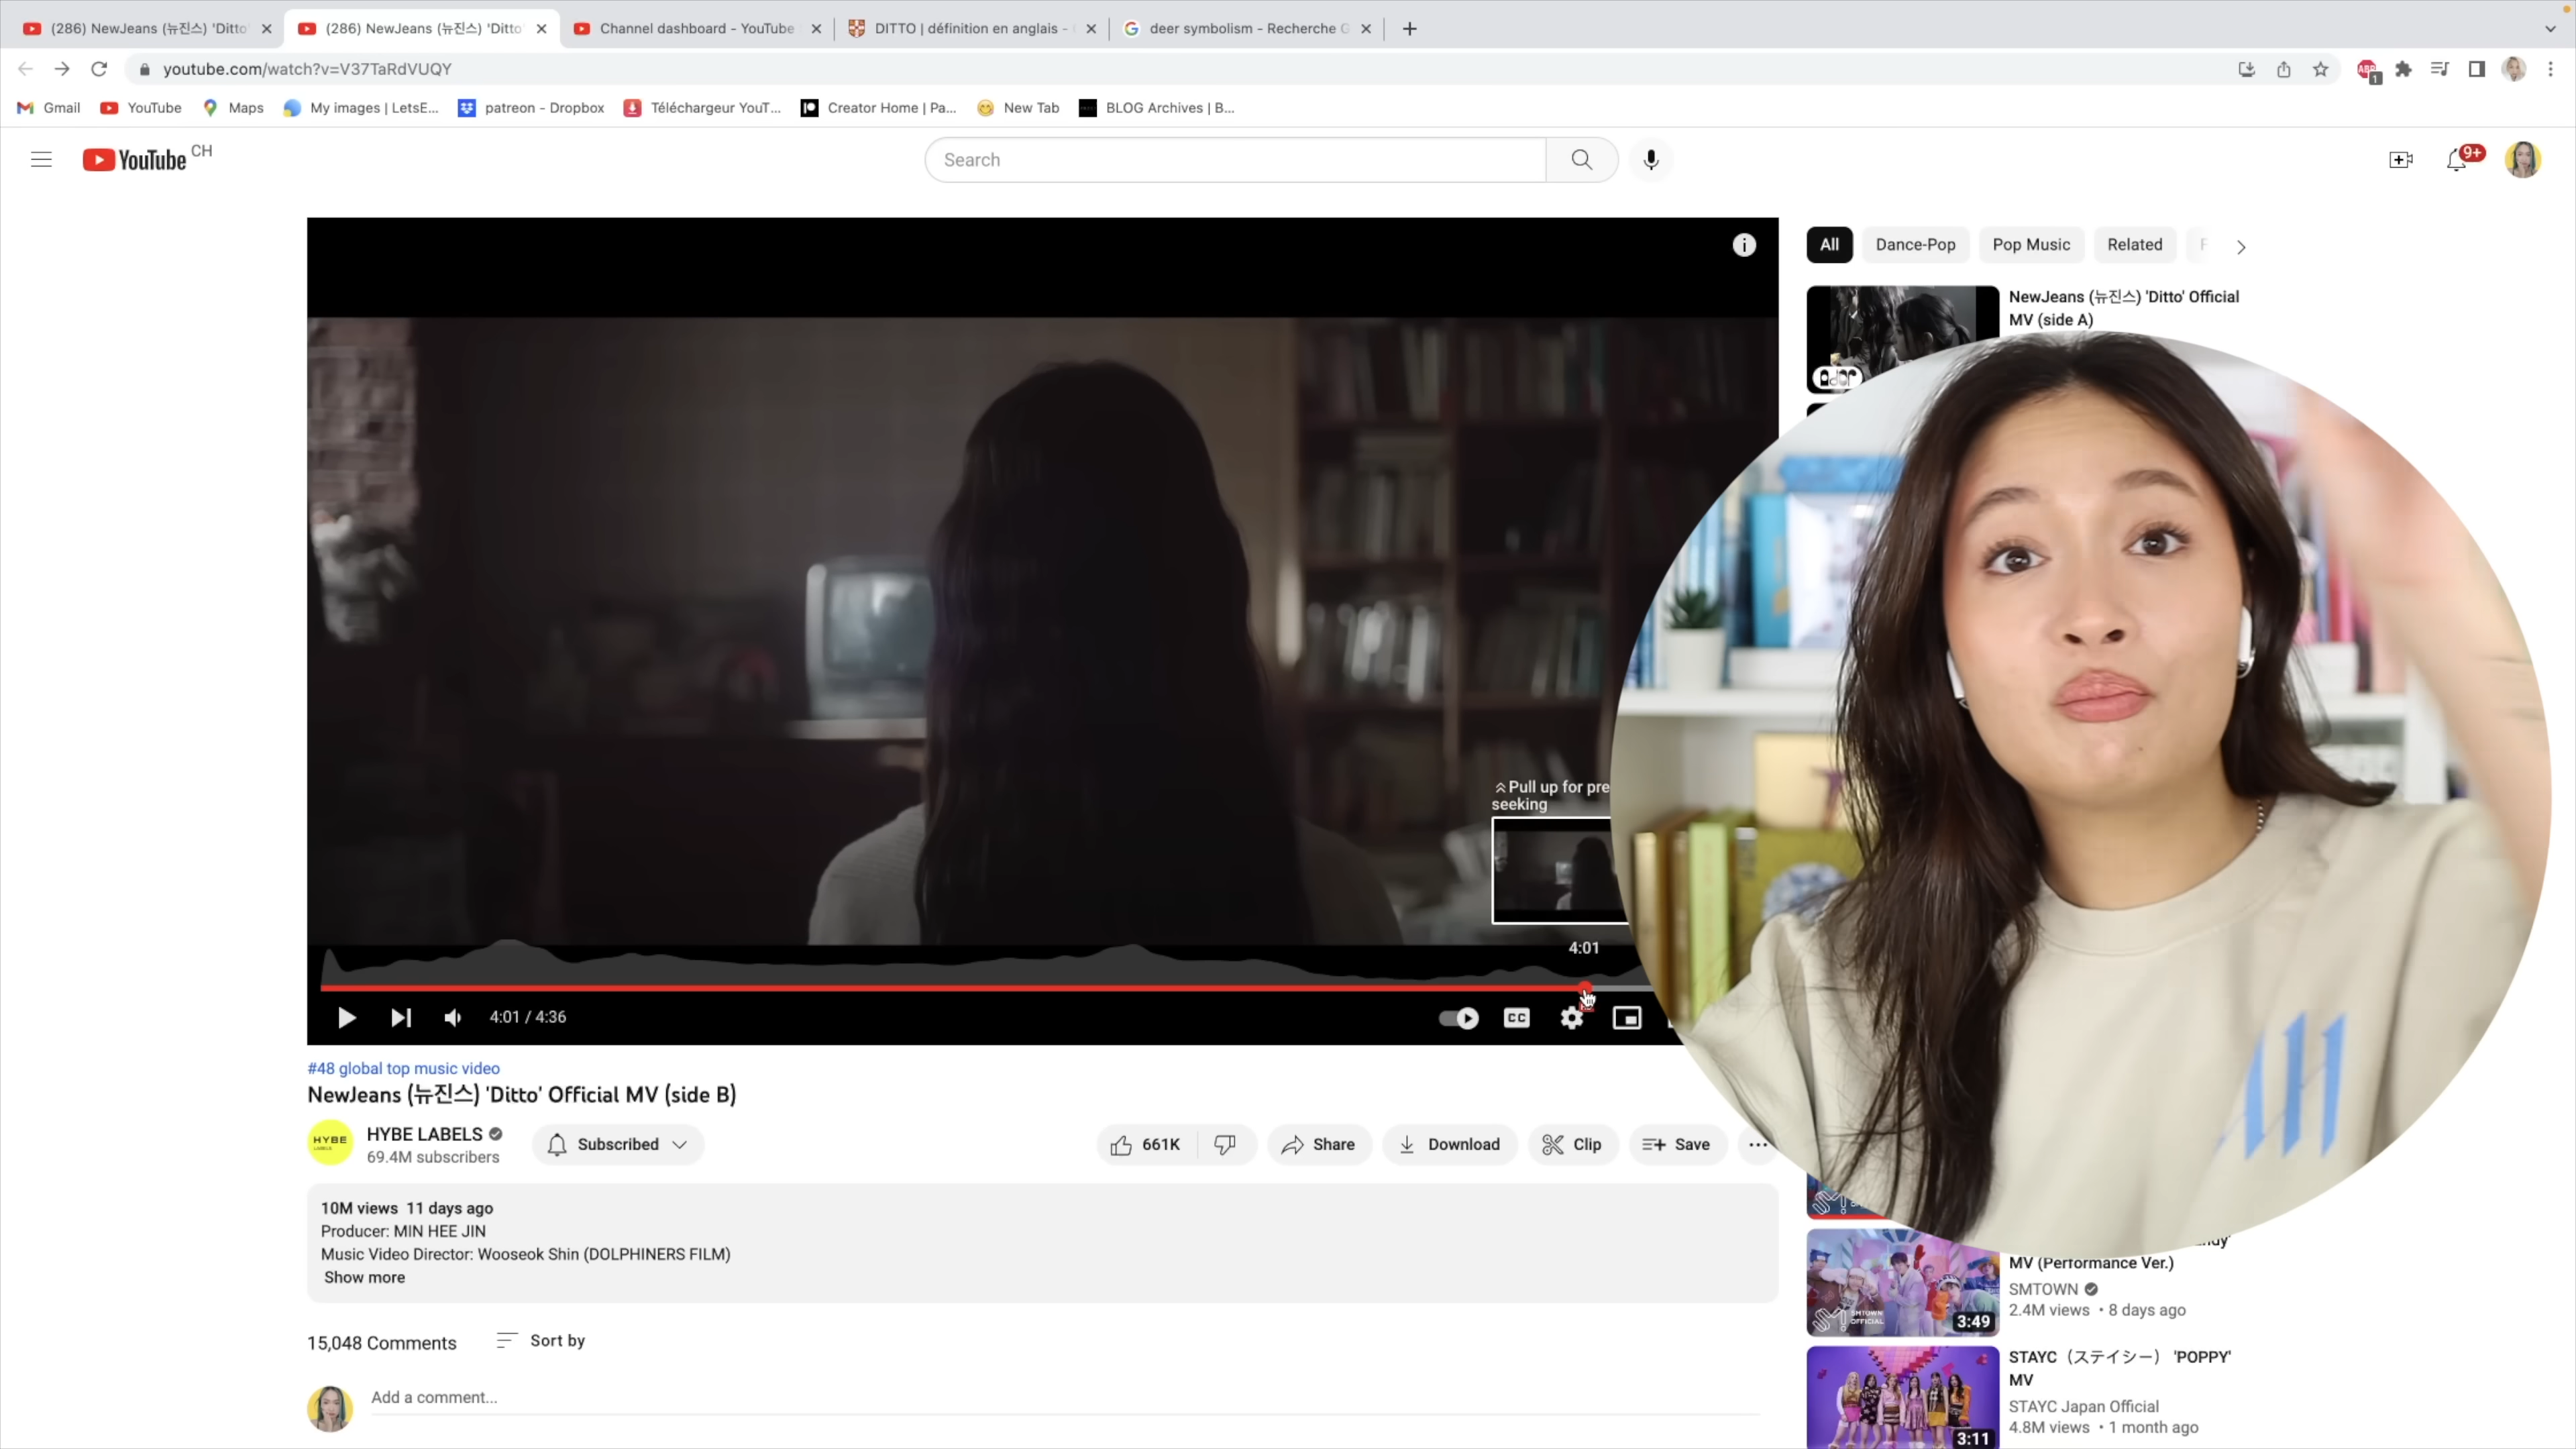 (286) NewJeans (뉴진스) 'Ditto'
(286) NewJeans (뉴진스) 'Ditto'
Channel dashboard - YouTube
DITTO | définition en anglais -
deer symbolism - Recherche G
youtube.com/watch?v=V37TaRdVUQY
ABP
1
Gmail
YouTube
Maps
My images | LetsE...
patreon - Dropbox
Téléchargeur YouT...
Creator Home | Pa...
New Tab
BLOG Archives | B...
YouTube CH
Search
9+
All
Dance-Pop
Pop Music
Related
NewJeans (뉴진스) 'Ditto' Official
MV (side A)
Pull up for pre
seeking
4:01
4:01 / 4:36
CC
#48 global top music video
NewJeans (뉴진스) 'Ditto' Official MV (side B)
HYBE
LABELS
HYBE LABELS
69.4M subscribers
Subscribed
661K
Share
Download
Clip
Save
10M views 11 days ago
Producer: MIN HEE JIN
Music Video Director: Wooseok Shin (DOLPHINERS FILM)
Show more
15,048 Comments
Sort by
Add a comment...
MV (Performance Ver.)
SMTOWN
2.4M views • 8 days ago
SMTOWN
OFFICIAL
3:49
STAYC（ステイシー） 'POPPY'
MV
STAYC Japan Official
4.8M views • 1 month ago
3:11